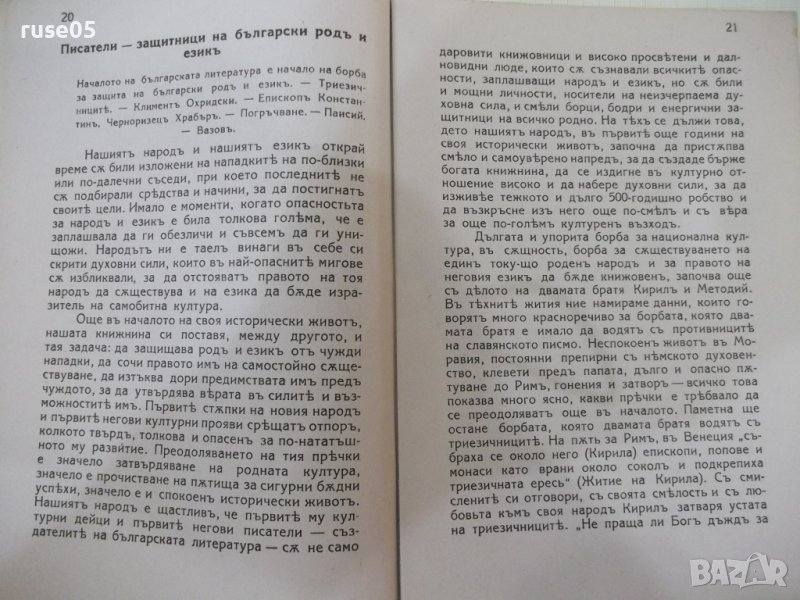 ruse05
20
Писатели — защитници на български родъ и
езикъ
Началото на българската литература е начало на борба
за защита на български родъ и езикъ. — Триезич-
ницитѣ. — Климентъ Охридски. — Епископъ Констан-
тинъ, Черноризецъ Храбъръ. — Погръчване. — Паисий.
— Вазовъ.
Нашиятъ народъ и нашиятъ езикъ открай
време сѫ били изложени на нападкитѣ на по-близки
или по-далечни съседи, при което последнитѣ не
сѫ подбирали срѣдства и начини, за да постигнатъ
своитѣ цели. Имало е моменти, когато опасностьта
за народъ и езикъ е била толкова голѣма, че е
заплашвала да ги обезличи и съвсемъ да ги уни-
щожи. Народътъ ни е таелъ винаги въ себе си
скрити духовни сили, които въ най-опаснитѣ мигове
сѫ избликвали, за да отстояватъ правото на тоя
народъ да сѫществува и на езика да бѫде изра-
зитель на самобитна култура.
Още въ началото на своя исторически животъ,
нашата книжнина си поставя, между другото, и
тая задача: да защищава родъ и езикъ отъ чужди
нападки, да сочи правото имъ на самостойно сѫще-
ствуване, да изтъква дори предимствата имъ предъ
чуждото, за да утвърдява вѣрата въ силитѣ и въз-
можноститѣ имъ. Първитѣ стѫпки на новия народъ
и първитѣ негови културни прояви срѣщатъ отпоръ,
колкото твърдъ, толкова и опасенъ за по-нататъш-
ното му развитие. Преодоляването на тия прѣчки
е значело затвърдяване на родната култура,
значело е прочистване на пѫтища за сигурни бѫдни
успѣхи, значело е и спокоенъ исторически животъ.
Нашиятъ народъ е щастливъ, че първитѣ му кул-
турни дейци и първитѣ негови писатели — съз-
дателитѣ на българската литература — сѫ не само
21
даровити книжовници и високо просвѣтени и дал-
новидни люде, които сѫ съзнавали всичкитѣ опас-
ности, заплашващи народъ и езикъ, но сѫ били
и мощни личности, носители на неизчерпаема ду-
ховна сила, и смѣли борци, бодри и енергични за-
щитници на всичко родно. На тѣхъ се дължи това,
дето нашиятъ народъ, въ първитѣ още години на
своя исторически животъ, започна да пристѫпва
смѣло и самоувѣрено напредъ, за да създаде бърже
богата книжнина, да се издигне въ културно от-
ношение високо и да набере духовни сили, за да
изживѣе тежкото и дълго 500-годишно робство и
да възкръсне изъ него още по-смѣлъ и съ вѣра
за още по-голѣмъ културенъ възходъ.
Дългата и упорита борба за национална кул-
тура, въ сѫщность, борба за сѫществуването на
единъ току-що роденъ народъ и за правото на
неговия езикъ да бѫде книжовенъ, започва още
съ дѣлото на двамата братя Кирилъ и Методий.
Въ тѣхнитѣ жития ние намираме данни, които го-
ворятъ много красноречиво за борбата, която два-
мата братя е имало да водятъ съ противницитѣ
на славянското писмо. Неспокоенъ животъ въ Мо-
равия, постоянни препирни съ нѣмското духовен-
ство, клевети предъ папата, дълго и опасно пѫ-
туване до Римъ, гонения и затворъ — всичко това
показва много ясно, какви прѣчки е трѣбвало да
се преодоляватъ още въ началото. Паметна ще
остане борбата, която двамата братя водятъ съ
триезичницитѣ. На пѫть за Римъ, въ Венеция „съ-
браха се около него (Кирила) епископи, попове и
монаси като врани около соколъ и подкрепиха
триезичната ересь“ (Житие на Кирила). Съ сми-
сленитѣ си отговори, съ своята смѣлость и съ лю-
бовьта къмъ своя народъ Кирилъ затваря устата
на триезичницитѣ. „Не праща ли Богъ дъждъ за
BAZAR